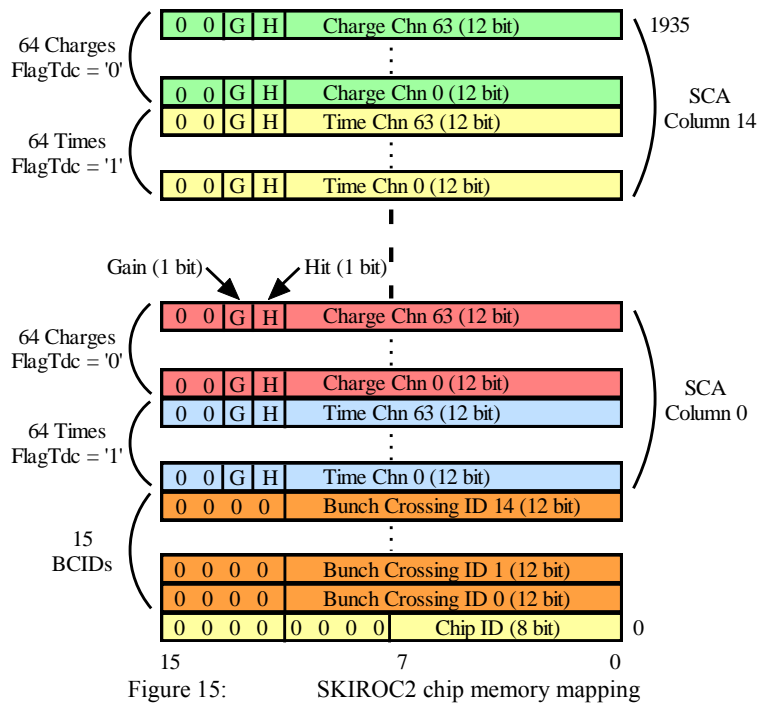 0 0 G H Charge Chn 63 (12 bit) 1935
64 Charges
FlagTdc = '0'
0 0 G H Charge Chn 0 (12 bit)
SCA
Column 14
0 0 G H Time Chn 63 (12 bit)
64 Times
FlagTdc = '1'
0 0 G H Time Chn 0 (12 bit)
Gain (1 bit) Hit (1 bit)
0 0 G H Charge Chn 63 (12 bit)
64 Charges
FlagTdc = '0'
0 0 G H Charge Chn 0 (12 bit)
SCA
Column 0
0 0 G H Time Chn 63 (12 bit)
64 Times
FlagTdc = '1'
0 0 G H Time Chn 0 (12 bit)
0 0 0 0 Bunch Crossing ID 14 (12 bit)
15
BCIDs
0 0 0 0 Bunch Crossing ID 1 (12 bit)
0 0 0 0 Bunch Crossing ID 0 (12 bit)
0 0 0 0 0 0 0 0 Chip ID (8 bit) 0
15 7 0
Figure 15: SKIROC2 chip memory mapping